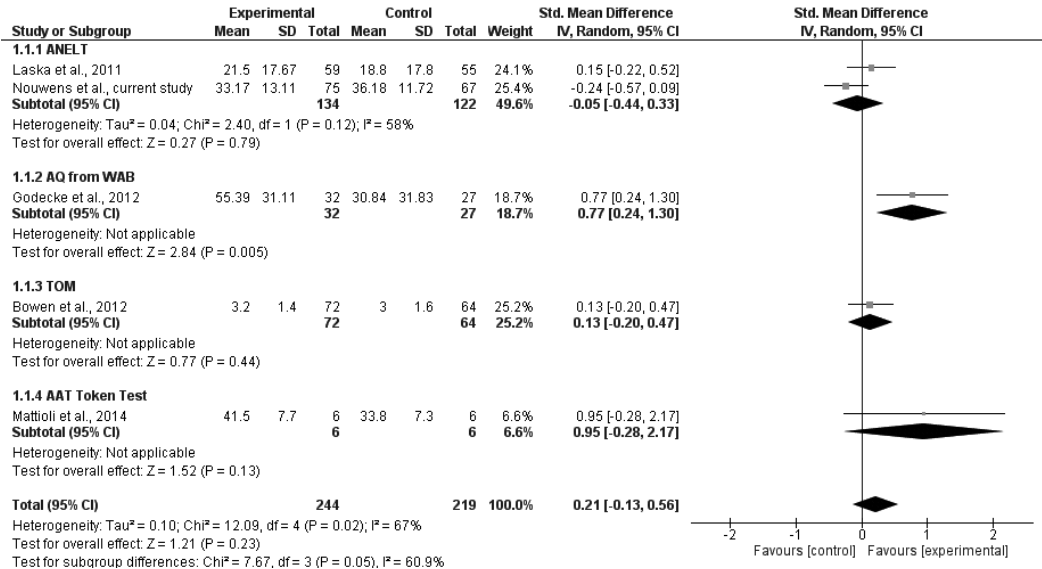 Experimental Control Std. Mean Difference Std. Mean Difference
Study or Subgroup Mean SD Total Mean SD Total Weight IV, Random, 95% CI IV, Random, 95% CI
1.1.1 ANELT
Laska et al., 2011 21.5 17.67 59 18.8 17.8 55 24.1% 0.15 [-0.22, 0.52]
Nouwens et al., current study 33.17 13.11 75 36.18 11.72 67 25.4% -0.24 [-0.57, 0.09]
Subtotal (95% CI) 134 122 49.6% -0.05 [-0.44, 0.33]
Heterogeneity: Tau² = 0.04; Chi² = 2.40, df = 1 (P = 0.12); I² = 58%
Test for overall effect: Z = 0.27 (P = 0.79)
1.1.2 AQ from WAB
Godecke et al., 2012 55.39 31.11 32 30.84 31.83 27 18.7% 0.77 [0.24, 1.30]
Subtotal (95% CI) 32 27 18.7% 0.77 [0.24, 1.30]
Heterogeneity: Not applicable
Test for overall effect: Z = 2.84 (P = 0.005)
1.1.3 TOM
Bowen et al., 2012 3.2 1.4 72 3 1.6 64 25.2% 0.13 [-0.20, 0.47]
Subtotal (95% CI) 72 64 25.2% 0.13 [-0.20, 0.47]
Heterogeneity: Not applicable
Test for overall effect: Z = 0.77 (P = 0.44)
1.1.4 AAT Token Test
Mattioli et al., 2014 41.5 7.7 6 33.8 7.3 6 6.6% 0.95 [-0.28, 2.17]
Subtotal (95% CI) 6 6 6.6% 0.95 [-0.28, 2.17]
Heterogeneity: Not applicable
Test for overall effect: Z = 1.52 (P = 0.13)
Total (95% CI) 244 219 100.0% 0.21 [-0.13, 0.56]
Heterogeneity: Tau² = 0.10; Chi² = 12.09, df = 4 (P = 0.02); I² = 67%
Test for overall effect: Z = 1.21 (P = 0.23)
Test for subgroup differences: Chi² = 7.67, df = 3 (P = 0.05), I² = 60.9%
-2 -1 0 1 2
Favours [control] Favours [experimental]